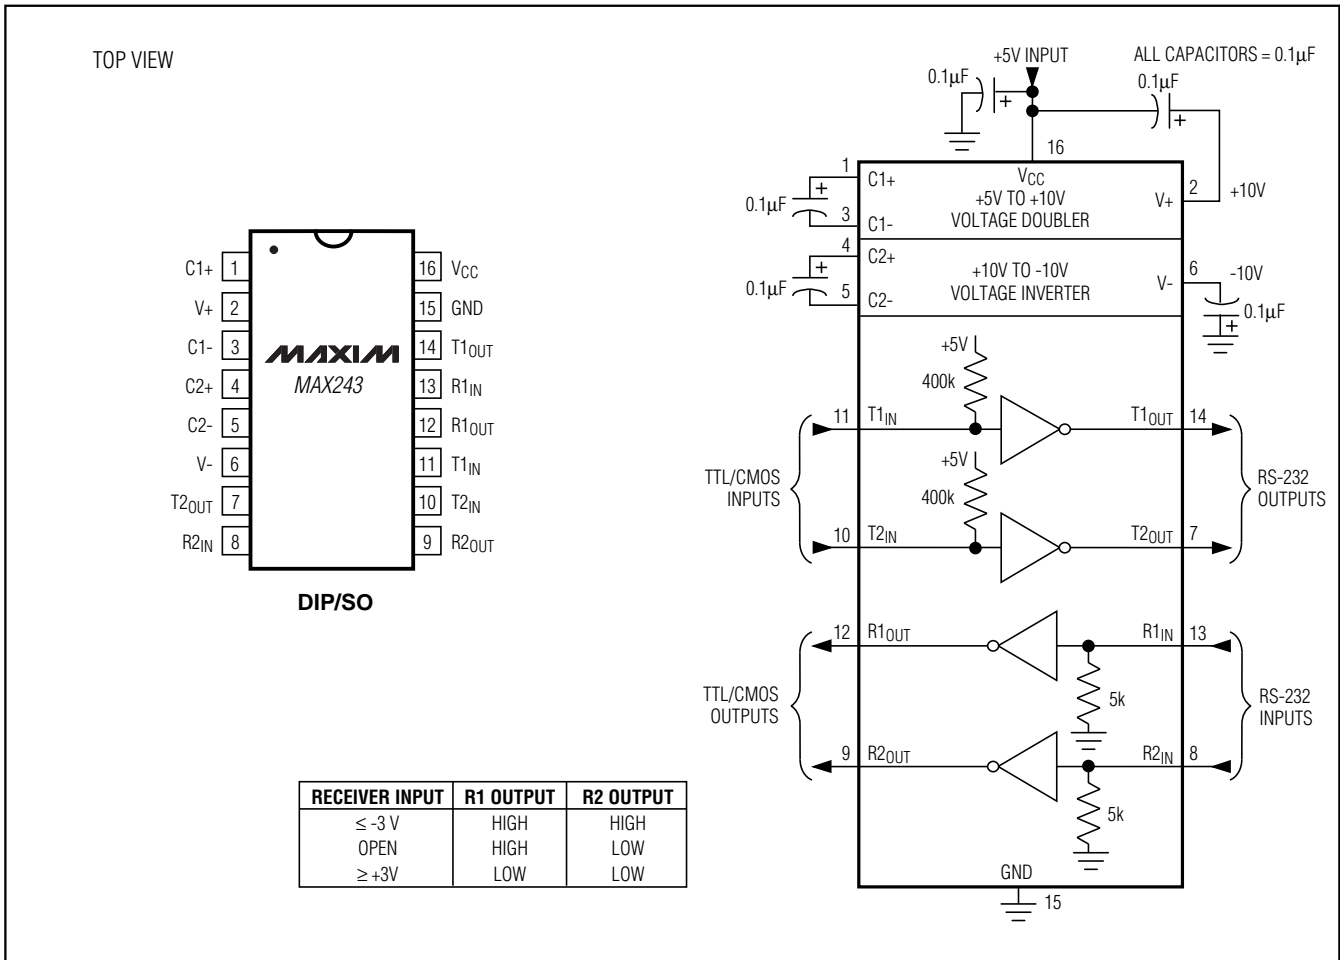 TOP VIEW
C1+ 1
V+ 2
C1- 3
C2+ 4
C2- 5
V- 6
T2OUT 7
R2IN 8
16 VCC
15 GND
14 T1OUT
13 R1IN
12 R1OUT
11 T1IN
10 T2IN
9 R2OUT
MAXIM
MAX243
DIP/SO
RECEIVER INPUT R1 OUTPUT R2 OUTPUT
≤ -3 V HIGH HIGH
OPEN HIGH LOW
≥ +3V LOW LOW
+5V INPUT
ALL CAPACITORS = 0.1µF
0.1µF
+
0.1µF
+
16
VCC
+5V TO +10V
VOLTAGE DOUBLER
1
C1+
+
0.1µF
3
C1-
2
V+
+10V
4
C2+
+
0.1µF
5
C2-
+10V TO -10V
VOLTAGE INVERTER
6
V-
-10V
0.1µF
+
+5V
400k
11 T1IN
T1OUT 14
+5V
400k
TTL/CMOS
INPUTS
RS-232
OUTPUTS
10 T2IN
T2OUT 7
12 R1OUT
R1IN 13
5k
TTL/CMOS
OUTPUTS
RS-232
INPUTS
9 R2OUT
R2IN 8
5k
GND
15